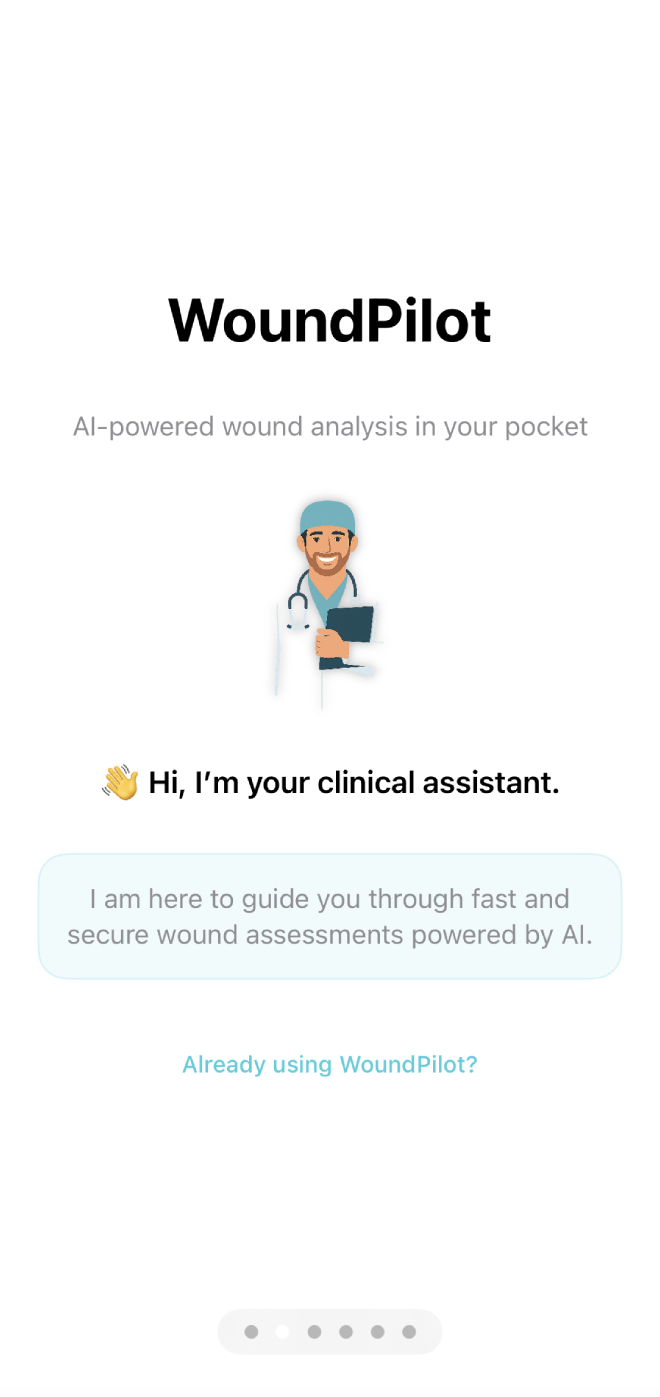 WoundPilot
AI-powered wound analysis in your pocket
👋 Hi, I’m your clinical assistant.
I am here to guide you through fast and
secure wound assessments powered by AI.
Already using WoundPilot?